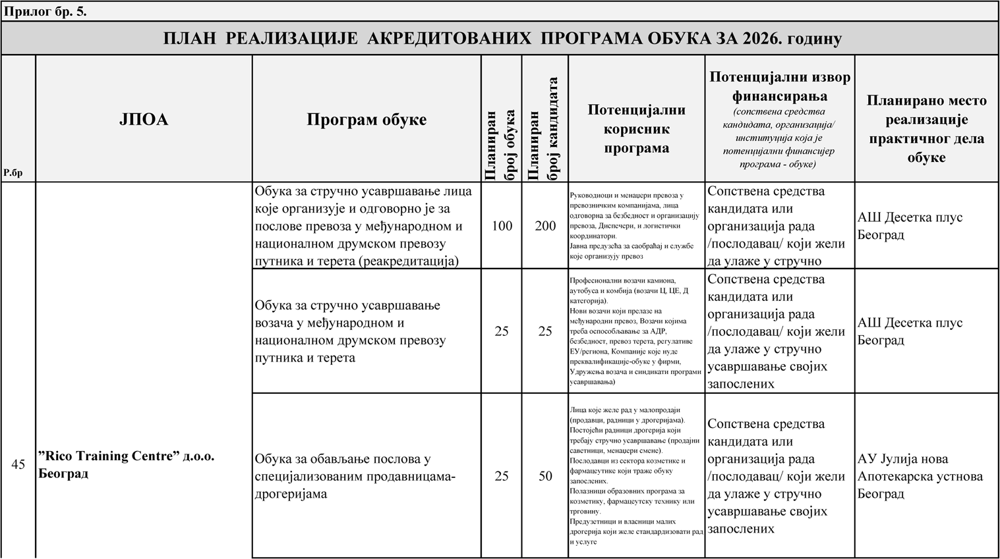 Прилог бр. 5.
ПЛАН РЕАЛИЗАЦИЈЕ АКРЕДИТОВАНИХ ПРОГРАМА ОБУКА ЗА 2026. годину
Р.бр
ЈПОА
Програм обуке
Планиран
број обука
Планиран
број кандидата
Потенцијални
корисник
програма
Потенцијални извор
финансирања
(сопствена средства
кандидата, организација/
институција која је
потенцијални финансијер
програма - обуке)
Планирано место
реализације
практичног дела
обуке
45
”Rico Training Centre” д.о.о.
Београд
Обука за стручно усавршавање лица
које организује и одговорно је за
послове превоза у међународном и
националном друмском превозу
путника и терета (реакредитација)
100
200
Руководиоци и менаџери превоза у
превозничким компанијама, лица
одговорна за безбедност и организацију
превоза, Диспечери, и логистички
координатори.
Јавна предузећа за саобраћај и службе
које организују превоз
Сопствена средства
кандидата или
организација рада
/послодавац/ који жели
да улаже у стручно
АШ Десетка плус
Београд
Обука за стручно усавршавање
возача у међународном и
националном друмском превозу
путника и терета
25
25
Професионални возачи камиона,
аутобуса и комбија (возачи Ц, ЦЕ, Д
категорија).
Нови возачи који прелазе на
међународни превоз, Возачи којима
треба оспособљавање за АДР,
безбедност, превоз терета, регулативе
ЕУ/региона, Компаније које нуде
преквалификације-обуке у фирми,
Удружења возача и синдикати програми
усавршавања)
Сопствена средства
кандидата или
организација рада
/послодавац/ који жели
да улаже у стручно
усавршавање својих
запослених
АШ Десетка плус
Београд
Обука за обављање послова у
специјализованим продавницама-
дрогеријама
25
50
Лица које желе рад у малопродаји
(продавци, радници у дрогеријама).
Постојећи радници дрогерија који
требају стручно усавршавање (продајни
саветници, менаџери смене).
Послодавци из сектора козметике и
фармацеутике који траже обуку
запослених.
Полазници образовних програма за
козметику, фармацеутску технику или
трговину.
Предузетници и власници малих
дрогерија који желе стандардизовати рад
и услуге
Сопствена средства
кандидата или
организација рада
/послодавац/ који жели
да улаже у стручно
усавршавање својих
запослених
АУ Јулија нова
Апотекарска устнова
Београд